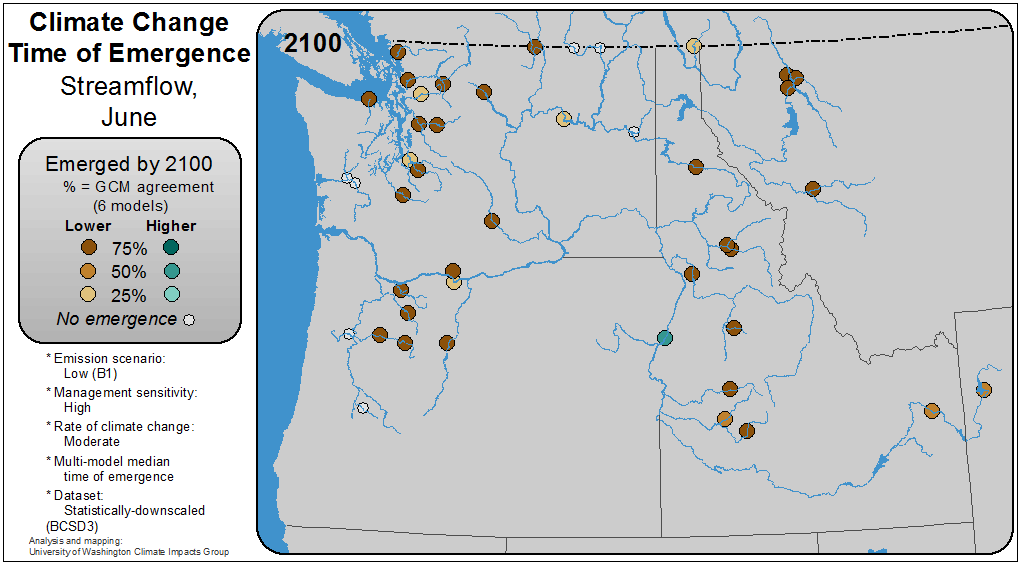 Climate Change
Time of Emergence
Streamflow,
June
2100
Emerged by 2100
% = GCM agreement
(6 models)
Lower Higher
75%
50%
25%
No emergence
* Emission scenario:
Low (B1)
* Management sensitivity:
High
* Rate of climate change:
Moderate
* Multi-model median
time of emergence
* Dataset:
Statistically-downscaled
(BCSD3)
Analysis and mapping:
University of Washington Climate Impacts Group